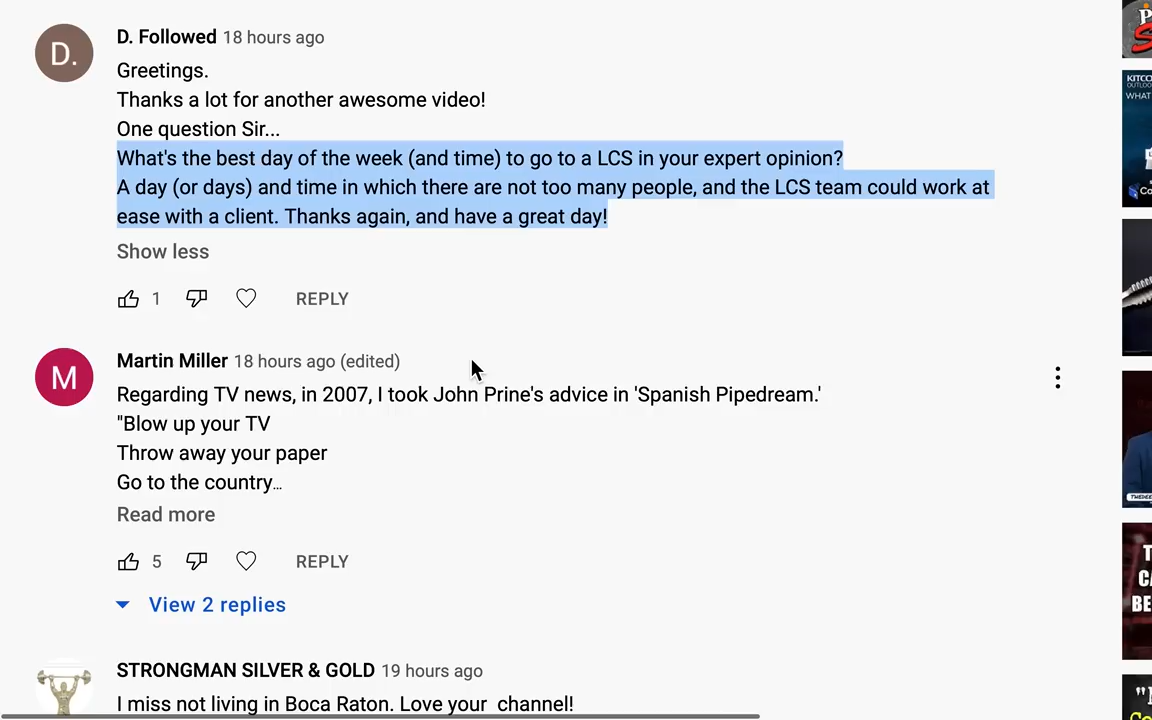 D. Followed 18 hours ago
D.
Greetings.
Thanks a lot for another awesome video!
One question Sir...
What's the best day of the week (and time) to go to a LCS in your expert opinion?
A day (or days) and time in which there are not too many people, and the LCS team could work at
ease with a client. Thanks again, and have a great day!
Show less
1 REPLY
Martin Miller 18 hours ago (edited)
M
Regarding TV news, in 2007, I took John Prine's advice in 'Spanish Pipedream.'
"Blow up your TV
Throw away your paper
Go to the country...
Read more
5 REPLY
View 2 replies
STRONGMAN SILVER & GOLD 19 hours ago
I miss not living in Boca Raton. Love your channel!
KITCO
WHAT